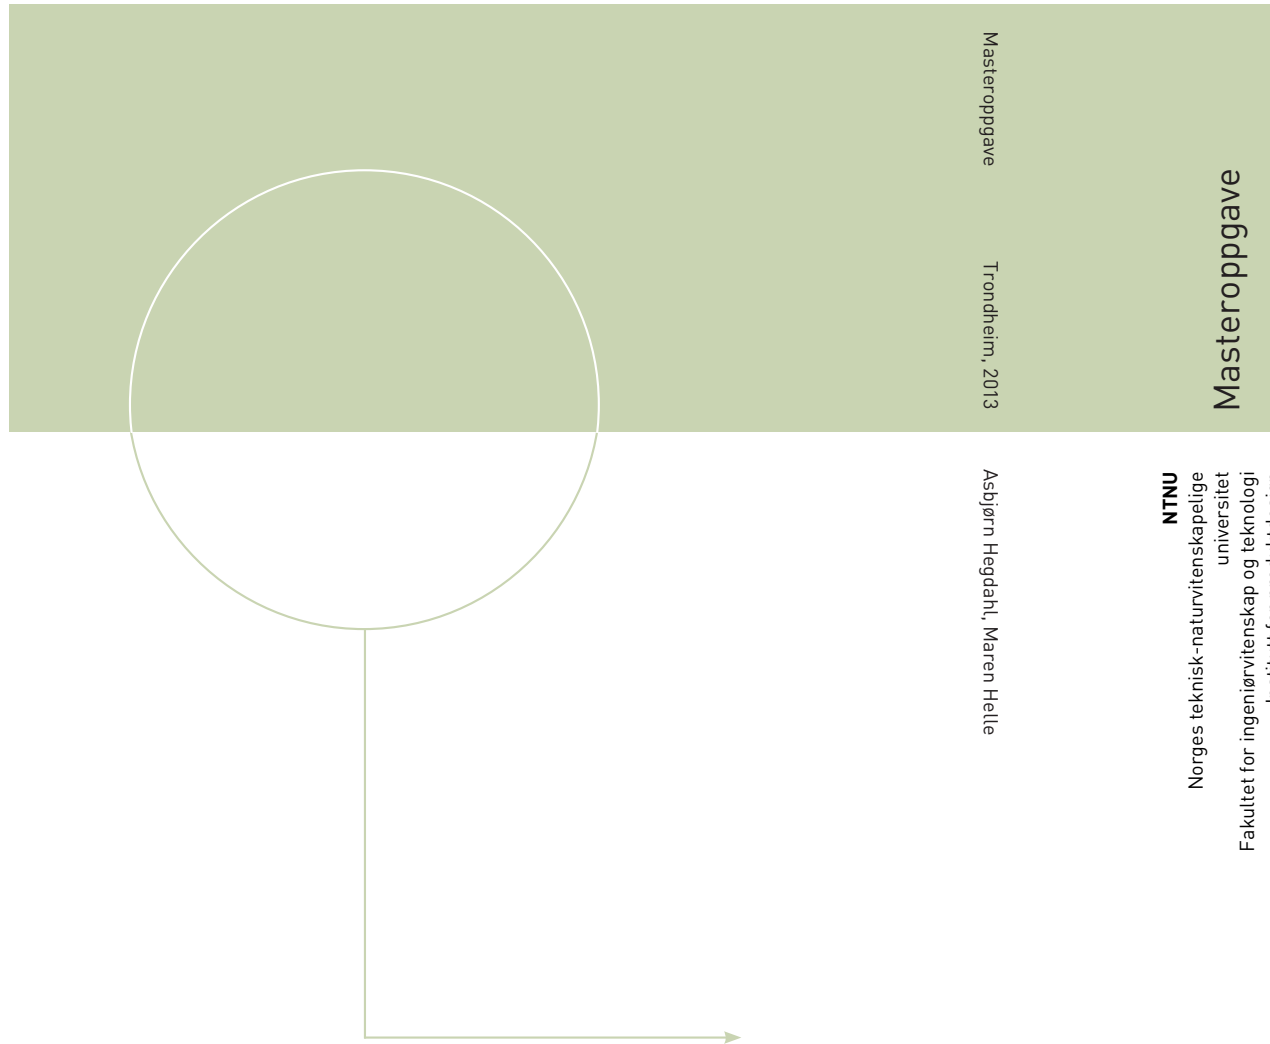 Masteroppgave
Trondheim, 2013
Asbjørn Hegdahl, Maren Helle
Masteroppgave
NTNU
Norges teknisk-naturvitenskapelige
universitet
Fakultet for ingeniørvitenskap og teknologi